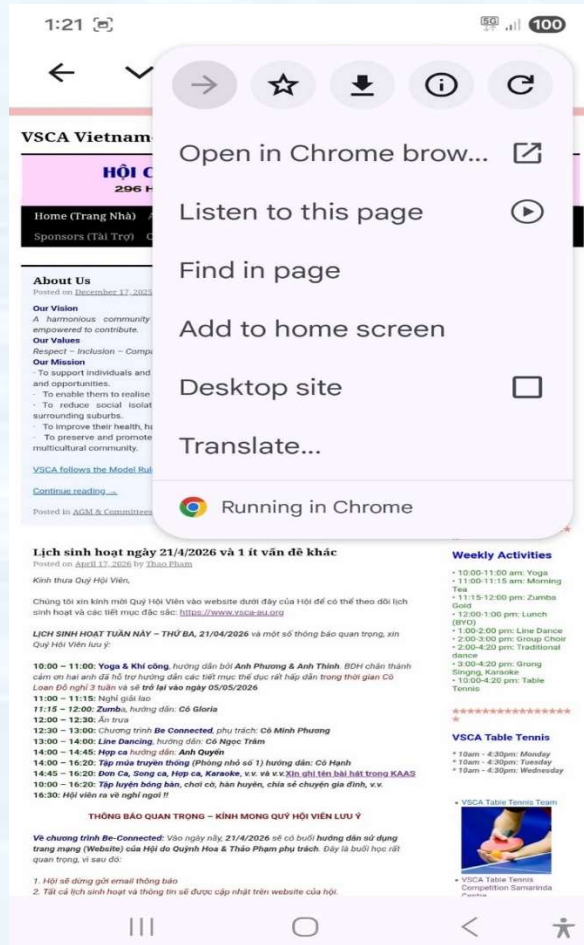 1:21
5G
100
VSCA Vietnam
HỘI C
296 H
Home (Trang Nhà)
Sponsors (Tài Trợ)
Open in Chrome brow...
Listen to this page
Find in page
Add to home screen
Desktop site
Translate...
Running in Chrome
About Us
Posted on December 17, 2025
Our Vision
A harmonious community
empowered to contribute.
Our Values
Respect – Inclusion – Compa
Our Mission
· To support individuals and
and opportunities.
· To enable them to realise
· To reduce social isolat
surrounding suburbs.
· To improve their health, h
· To preserve and promote
multicultural community.
VSCA follows the Model Rul
Continue reading →
Posted in AGM & Committees
Lịch sinh hoạt ngày 21/4/2026 và 1 ít vấn đề khác
Posted on April 17, 2026 by Thao Pham
Kính thưa Quý Hội Viên,
Chúng tôi xin kính mời Quý Hội Viên vào website dưới đây của Hội để có thể theo dõi lịch
sinh hoạt và các tiết mục đặc sắc: https://www.vsca-au.org
LỊCH SINH HOẠT TUẦN NÀY – THỨ BA, 21/04/2026 và một số thông báo quan trọng, xin
Quý Hội Viên lưu ý:
10:00 – 11:00: Yoga & Khí công, hướng dẫn bởi Anh Phương & Anh Thinh. BDH chân thành
cảm ơn hai anh đã hỗ trợ hướng dẫn các tiết mục thể dục rất hấp dẫn trong thời gian Cô
Loan Đỗ nghỉ 3 tuần và sẽ trở lại vào ngày 05/05/2026
11:00 – 11:15: Nghỉ giải lao
11:15 – 12:00: Zumba, hướng dẫn: Cô Gloria
12:00 – 12:30: Ăn trưa
12:30 – 13:00: Chương trình Be Connected, phụ trách: Cô Minh Phương
13:00 – 14:00: Line Dancing, hướng dẫn: Cô Ngọc Trâm
14:00 – 14:45: Hợp ca hướng dẫn: Anh Quyến
14:00 – 16:20: Tập múa truyền thống (Phòng nhỏ số 1) hướng dẫn: Cô Hạnh
14:45 – 16:20: Đơn Ca, Song ca, Hợp ca, Karaoke, v.v. và v.v.Xin ghi tên bài hát trong KAAS
10:00 – 16:20: Tập luyện bóng bàn, chơi cờ, hàn huyên, chia sẻ chuyện gia đình, v.v.
16:30: Hội viên ra về nghỉ ngơi !!
THÔNG BÁO QUAN TRỌNG – KÍNH MONG QUÝ HỘI VIÊN LƯU Ý
Về chương trình Be-Connected: Vào ngày nầy, 21/4/2026 sẽ có buổi hướng dẫn sử dụng
trang mạng (Website) của Hội do Quỳnh Hoa & Thảo Phạm phụ trách. Đây là buổi học rất
quan trọng, vì sau đó:
1. Hội sẽ dừng gửi email thông báo
2. Tất cả lịch sinh hoạt và thông tin sẽ được cập nhật trên website của hội.
Weekly Activities
• 10:00-11:00 am: Yoga
• 11:00-11:15 am: Morning
Tea
• 11:15-12:00 pm: Zumba
Gold
• 12:00-1:00 pm: Lunch
(BYO)
• 1:00-2:00 pm: Line Dance
• 2:00-3:00 pm: Group Choir
• 2:00-4:20 pm: Traditional
dance
• 3:00-4:20 pm: Grong
Singng, Karaoke
• 10:00-4:20 pm: Table
Tennis
VSCA Table Tennis
* 10am - 4:30pm: Monday
* 10am - 4:30pm: Tuesday
* 10am - 4:30pm: Wednesday
• VSCA Table Tennis Team
• VSCA Table Tennis
Competition Samarinda